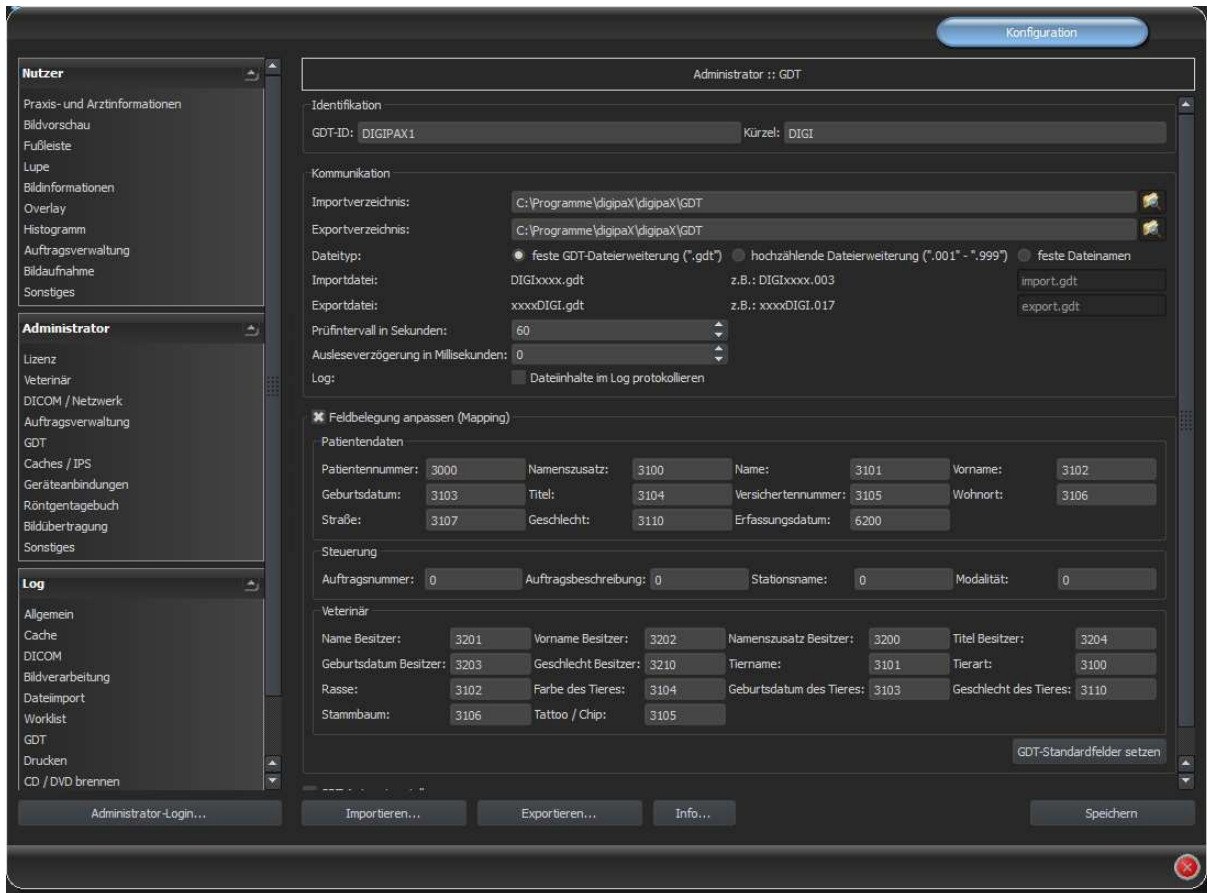 Konfiguration
Nutzer
Praxis- und Arztinformationen
Bildvorschau
Fußleiste
Lupe
Bildinformationen
Overlay
Histogramm
Auftragsverwaltung
Bildaufnahme
Sonstiges
Administrator
Lizenz
Veterinär
DICOM / Netzwerk
Auftragsverwaltung
GDT
Caches / IPS
Geräteanbindungen
Röntgentagebuch
Bildübertragung
Sonstiges
Log
Allgemein
Cache
DICOM
Bildverarbeitung
Dateiimport
Worklist
GDT
Drucken
CD / DVD brennen
Administrator-Login...
Administrator :: GDT
Identifikation
GDT-ID: DIGIPAX1 Kürzel: DIGI
Kommunikation
Importverzeichnis: C:\Programme\digipaX\digipaX\GDT
Exportverzeichnis: C:\Programme\digipaX\digipaX\GDT
Dateityp: feste GDT-Dateierweiterung (".gdt") hochzählende Dateierweiterung (".001" - ".999") feste Dateinamen
Importdatei: DIGIxxxx.gdt z.B.: DIGIxxxx.003 import.gdt
Exportdatei: xxxxDIGI.gdt z.B.: xxxxDIGI.017 export.gdt
Prüfintervall in Sekunden: 60
Ausleseverzögerung in Millisekunden: 0
Log: Dateiinhalte im Log protokollieren
Feldbelegung anpassen (Mapping)
Patientendaten
Patientennummer: 3000 Namenszusatz: 3100 Name: 3101 Vorname: 3102
Geburtsdatum: 3103 Titel: 3104 Versichertennummer: 3105 Wohnort: 3106
Straße: 3107 Geschlecht: 3110 Erfassungsdatum: 6200
Steuerung
Auftragsnummer: 0 Auftragsbeschreibung: 0 Stationsname: 0 Modalität: 0
Veterinär
Name Besitzer: 3201 Vorname Besitzer: 3202 Namenszusatz Besitzer: 3200 Titel Besitzer: 3204
Geburtsdatum Besitzer: 3203 Geschlecht Besitzer: 3210 Tiername: 3101 Tierart: 3100
Rasse: 3102 Farbe des Tieres: 3104 Geburtsdatum des Tieres: 3103 Geschlecht des Tieres: 3110
Stammbaum: 3106 Tattoo / Chip: 3105
GDT-Standardfelder setzen
Importieren... Exportieren... Info... Speichern